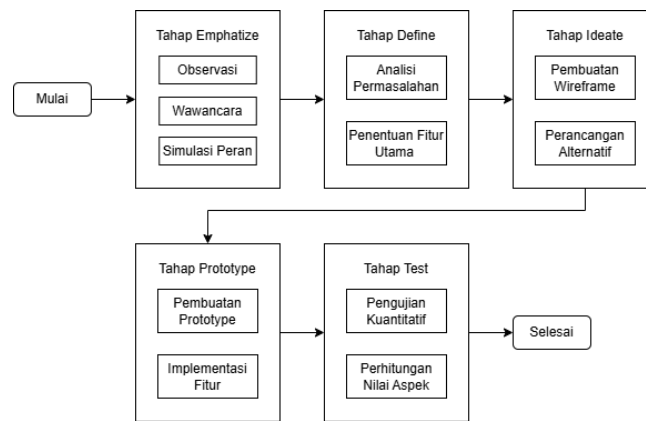 Mulai
Tahap Emphatize
Observasi
Wawancara
Simulasi Peran
Tahap Define
Analisi
Permasalahan
Penentuan Fitur
Utama
Tahap Ideate
Pembuatan
Wireframe
Perancangan
Alternatif
Tahap Prototype
Pembuatan
Prototype
Implementasi
Fitur
Tahap Test
Pengujian
Kuantitatif
Perhitungan
Nilai Aspek
Selesai